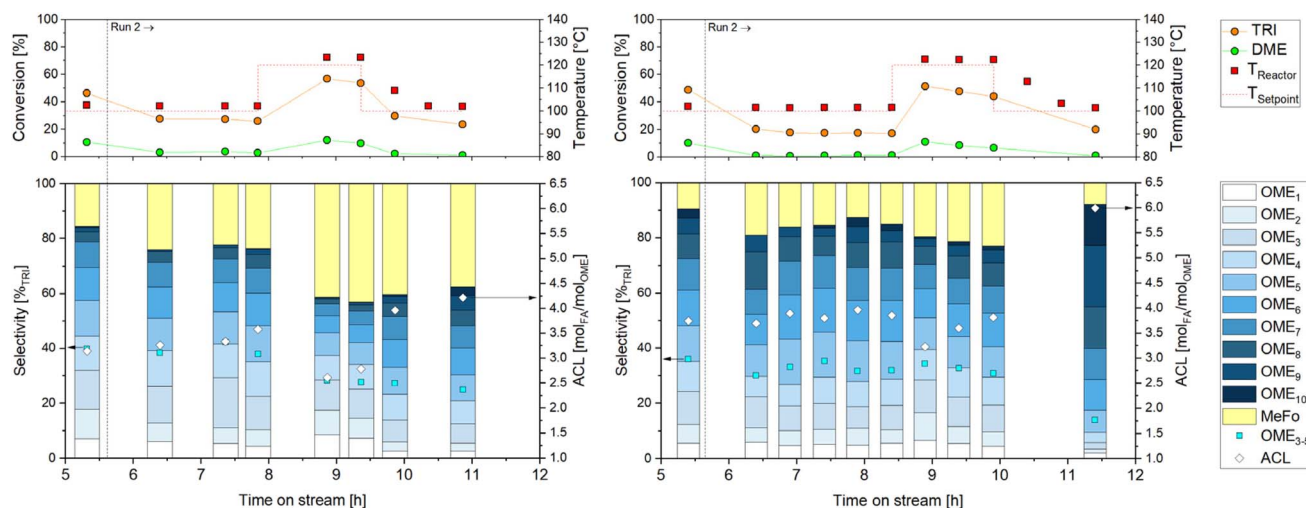 Run 2 →
Conversion [%]
100
80
60
40
20
0
140
130
120
110
100
90
80
Temperature [°C]
Selectivity [%TRI]
100
80
60
40
20
0
6.5
6.0
5.5
5.0
4.5
4.0
3.5
3.0
2.5
2.0
1.5
1.0
ACL [molFA/molOME]
5 6 7 8 9 10 11 12
Time on stream [h]
Run 2 →
Conversion [%]
100
80
60
40
20
0
140
130
120
110
100
90
80
Temperature [°C]
Selectivity [%TRI]
100
80
60
40
20
0
6.5
6.0
5.5
5.0
4.5
4.0
3.5
3.0
2.5
2.0
1.5
1.0
ACL [molFA/molOME]
5 6 7 8 9 10 11 12
Time on stream [h]
TRI
DME
TReactor
TSetpoint
OME1
OME2
OME3
OME4
OME5
OME6
OME7
OME8
OME9
OME10
MeFo
OME3-5
ACL